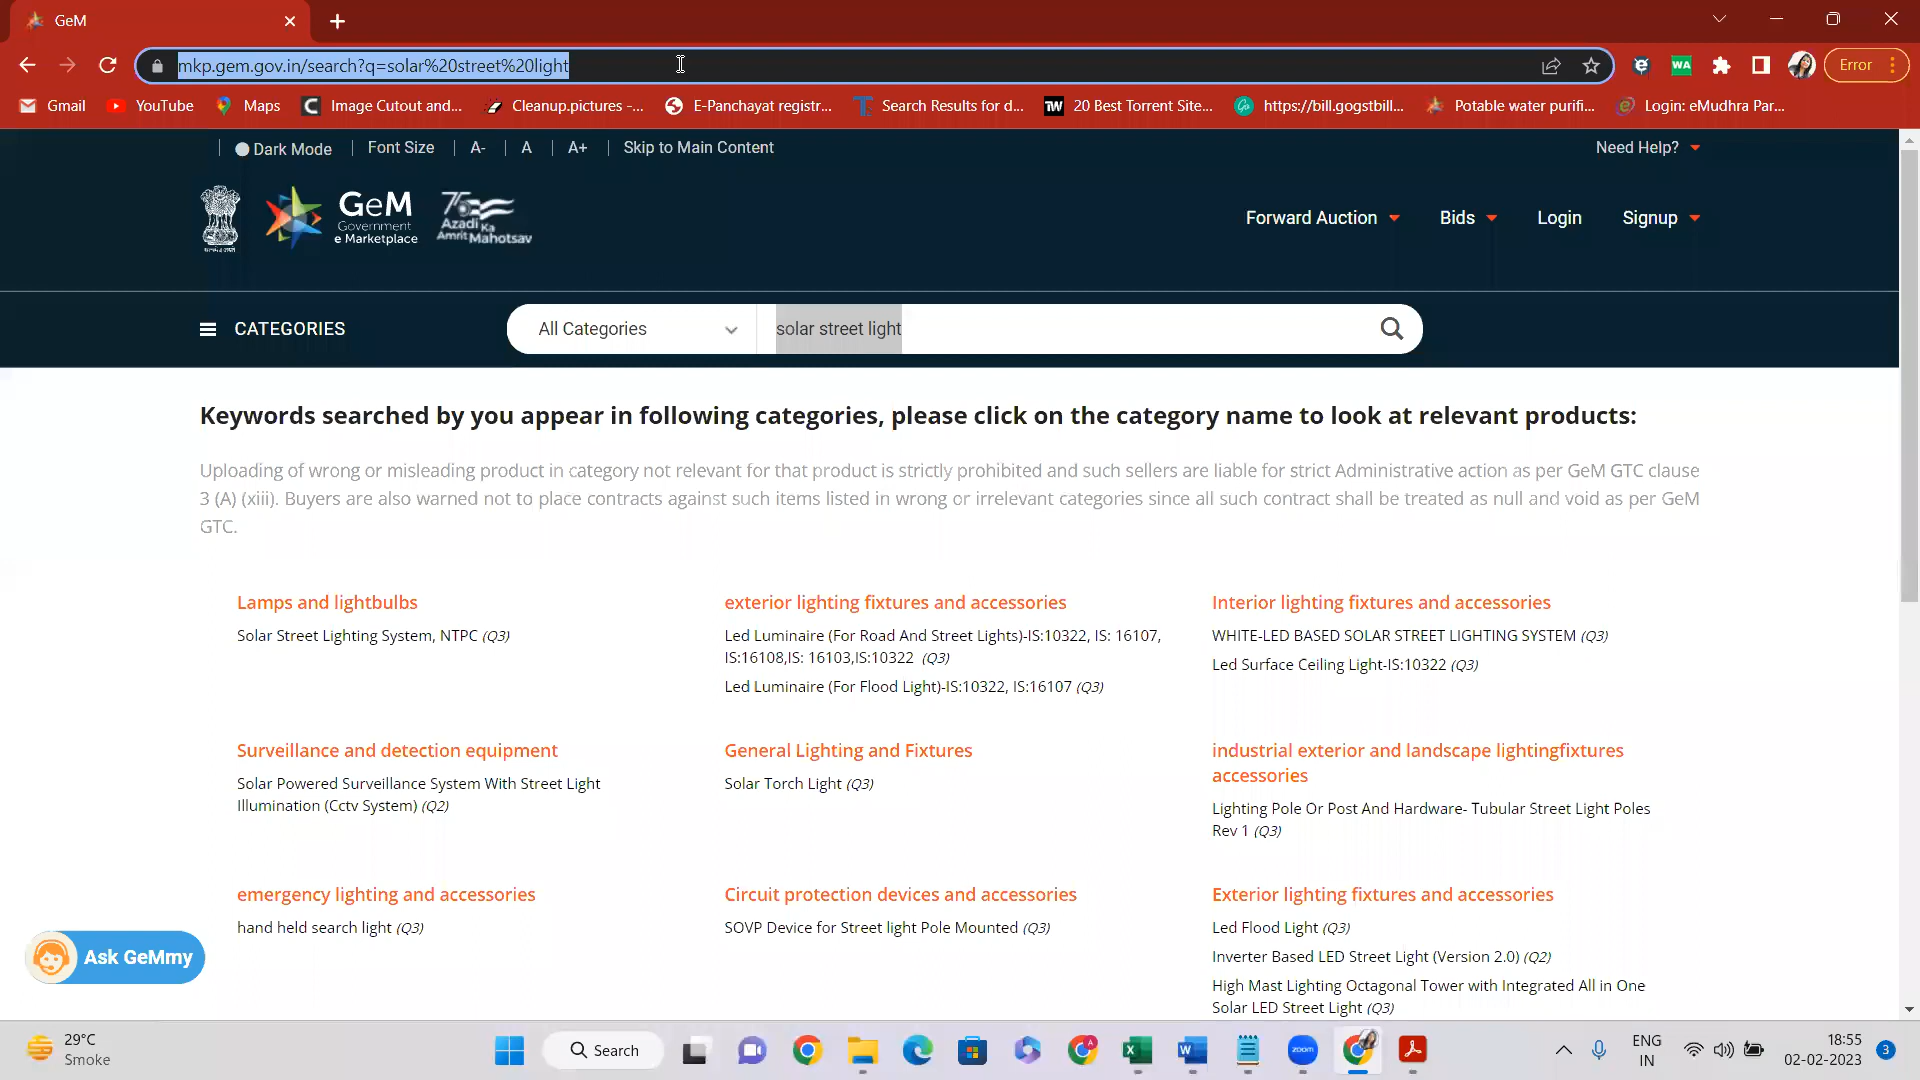 GeM
mkp.gem.gov.in/search?q=solar%20street%20light
Error
Gmail YouTube Maps Image Cutout and... Cleanup.pictures -... E-Panchayat registr... Search Results for d... 20 Best Torrent Site... https://bill.gogstbill... Potable water purifi... Login: eMudhra Par...
Dark Mode Font Size A- A A+ Skip to Main Content Need Help?
GeM
Government
e Marketplace
75
Azadi Ka
Amrit Mahotsav
Forward Auction Bids Login Signup
CATEGORIES All Categories solar street light
Keywords searched by you appear in following categories, please click on the category name to look at relevant products:
Uploading of wrong or misleading product in category not relevant for that product is strictly prohibited and such sellers are liable for strict Administrative action as per GeM GTC clause
3 (A) (xiii). Buyers are also warned not to place contracts against such items listed in wrong or irrelevant categories since all such contract shall be treated as null and void as per GeM
GTC.
Lamps and lightbulbs
Solar Street Lighting System, NTPC (Q3)
exterior lighting fixtures and accessories
Led Luminaire (For Road And Street Lights)-IS:10322, IS: 16107,
IS:16108,IS: 16103,IS:10322 (Q3)
Led Luminaire (For Flood Light)-IS:10322, IS:16107 (Q3)
Interior lighting fixtures and accessories
WHITE-LED BASED SOLAR STREET LIGHTING SYSTEM (Q3)
Led Surface Ceiling Light-IS:10322 (Q3)
Surveillance and detection equipment
Solar Powered Surveillance System With Street Light
Illumination (Cctv System) (Q2)
General Lighting and Fixtures
Solar Torch Light (Q3)
industrial exterior and landscape lightingfixtures
accessories
Lighting Pole Or Post And Hardware- Tubular Street Light Poles
Rev 1 (Q3)
emergency lighting and accessories
hand held search light (Q3)
Circuit protection devices and accessories
SOVP Device for Street light Pole Mounted (Q3)
Exterior lighting fixtures and accessories
Led Flood Light (Q3)
Inverter Based LED Street Light (Version 2.0) (Q2)
High Mast Lighting Octagonal Tower with Integrated All in One
Solar LED Street Light (Q3)
Ask GeMmy
29°C
Smoke
Search
zoom
ENG
IN
18:55
02-02-2023
3